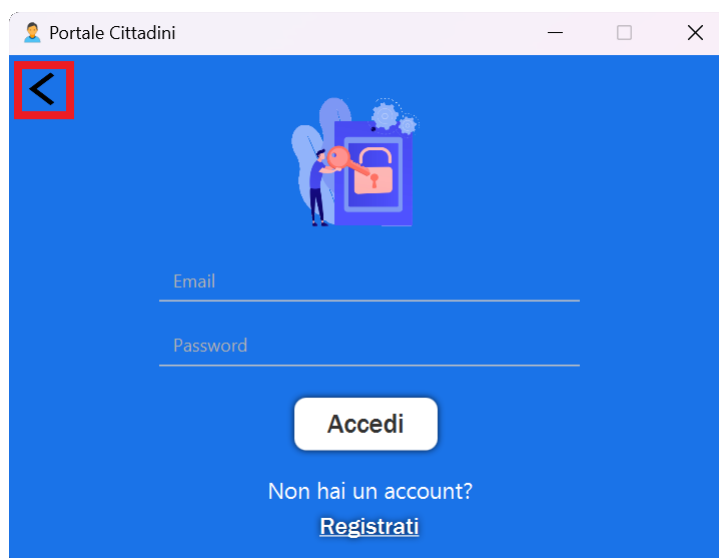 Portale Cittadini
Email
Password
Accedi
Non hai un account?
Registrati